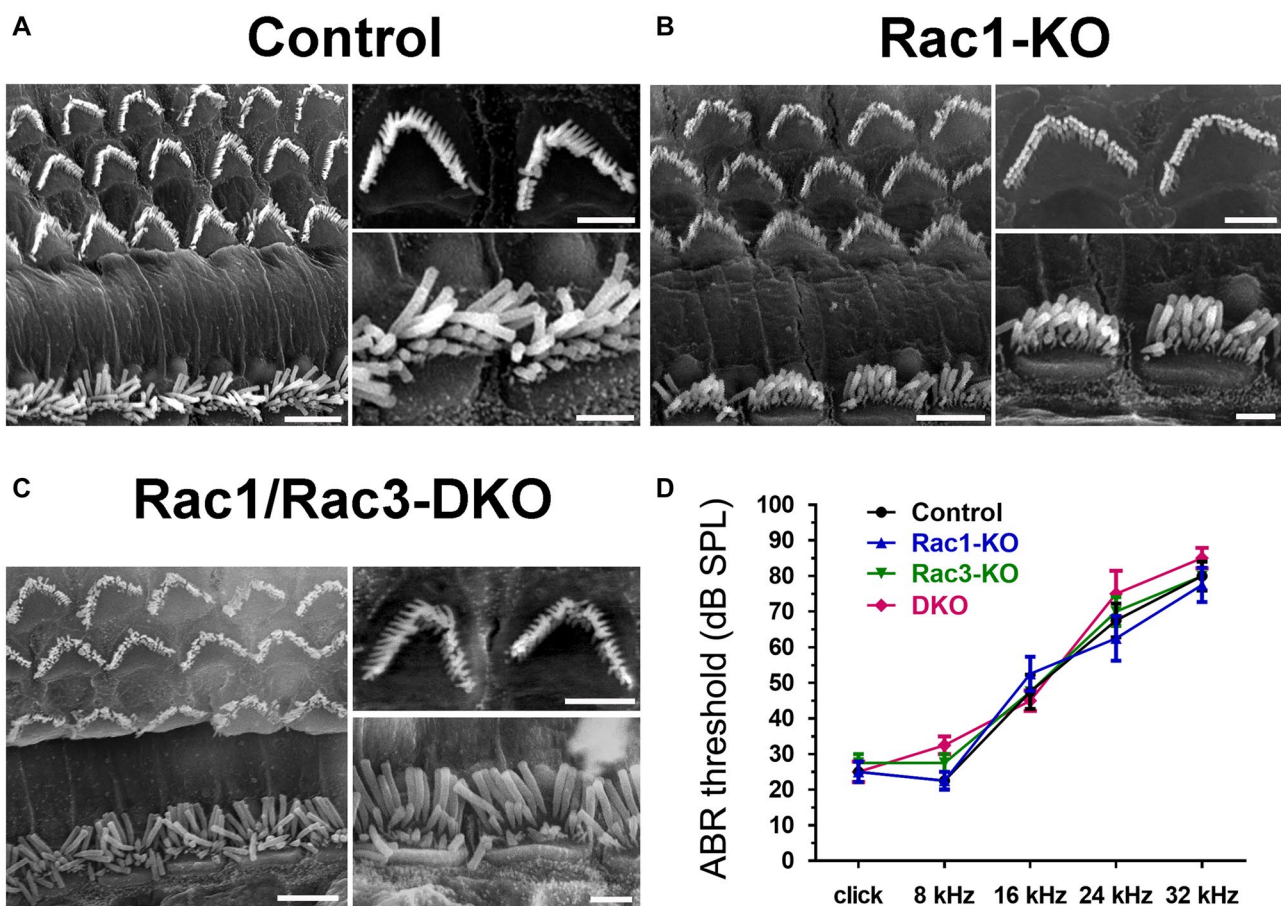 A
Control
B
Rac1-KO
C
Rac1/Rac3-DKO
D
ABR threshold (dB SPL)
100
90
80
70
60
50
40
30
20
10
0
Control
Rac1-KO
Rac3-KO
DKO
click 8 kHz 16 kHz 24 kHz 32 kHz